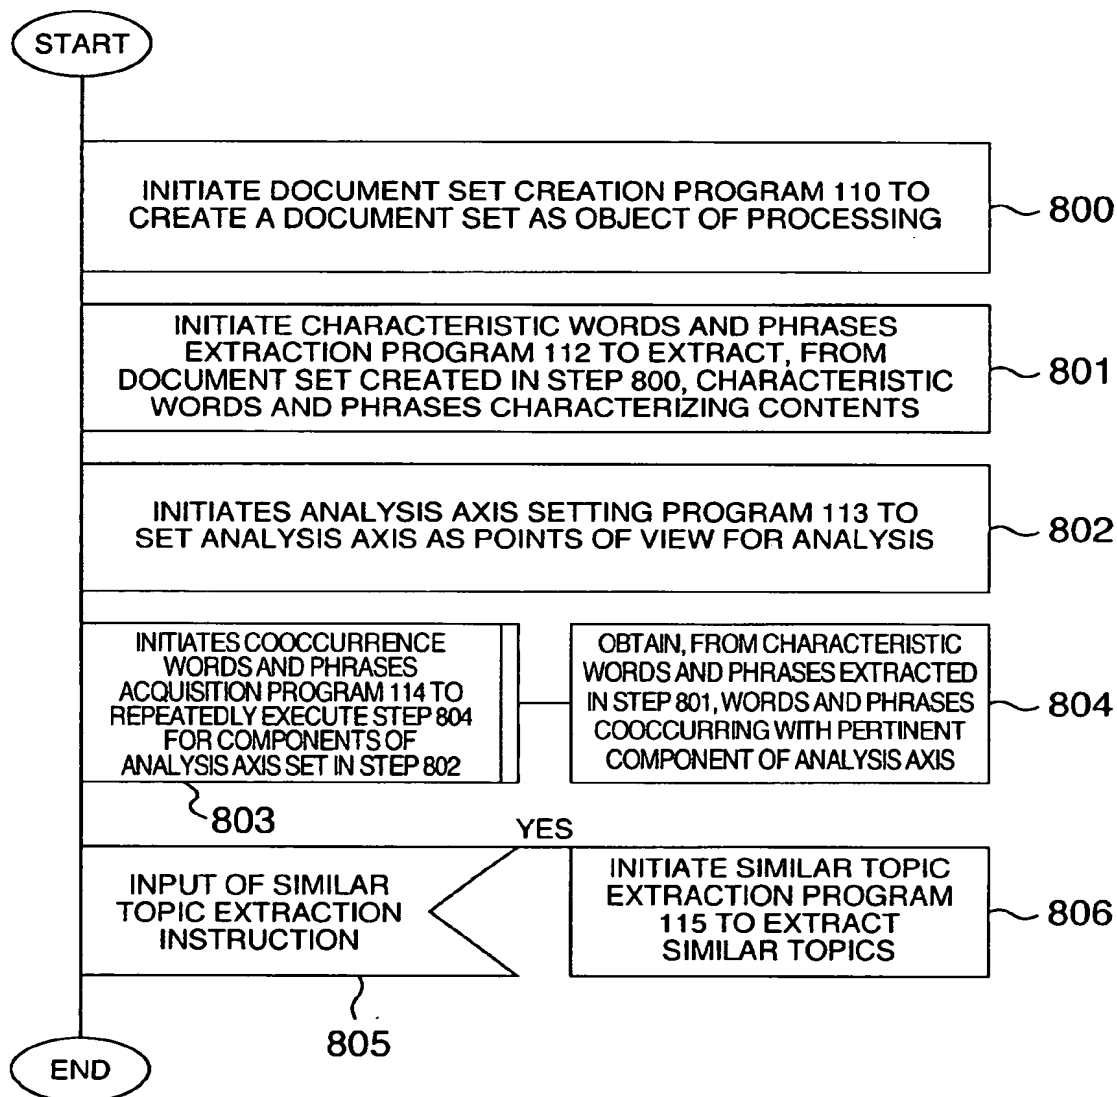 START
INITIATE DOCUMENT SET CREATION PROGRAM 110 TO
CREATE A DOCUMENT SET AS OBJECT OF PROCESSING
800
INITIATE CHARACTERISTIC WORDS AND PHRASES
EXTRACTION PROGRAM 112 TO EXTRACT, FROM
DOCUMENT SET CREATED IN STEP 800, CHARACTERISTIC
WORDS AND PHRASES CHARACTERIZING CONTENTS
801
INITIATES ANALYSIS AXIS SETTING PROGRAM 113 TO
SET ANALYSIS AXIS AS POINTS OF VIEW FOR ANALYSIS
802
INITIATES COOCCURRENCE
WORDS AND PHRASES
ACQUISITION PROGRAM 114 TO
REPEATEDLY EXECUTE STEP 804
FOR COMPONENTS OF
ANALYSIS AXIS SET IN STEP 802
803
OBTAIN, FROM CHARACTERISTIC
WORDS AND PHRASES EXTRACTED
IN STEP 801, WORDS AND PHRASES
COOCCURRING WITH PERTINENT
COMPONENT OF ANALYSIS AXIS
804
INPUT OF SIMILAR
TOPIC EXTRACTION
INSTRUCTION
805
YES
INITIATE SIMILAR TOPIC
EXTRACTION PROGRAM
115 TO EXTRACT
SIMILAR TOPICS
806
END